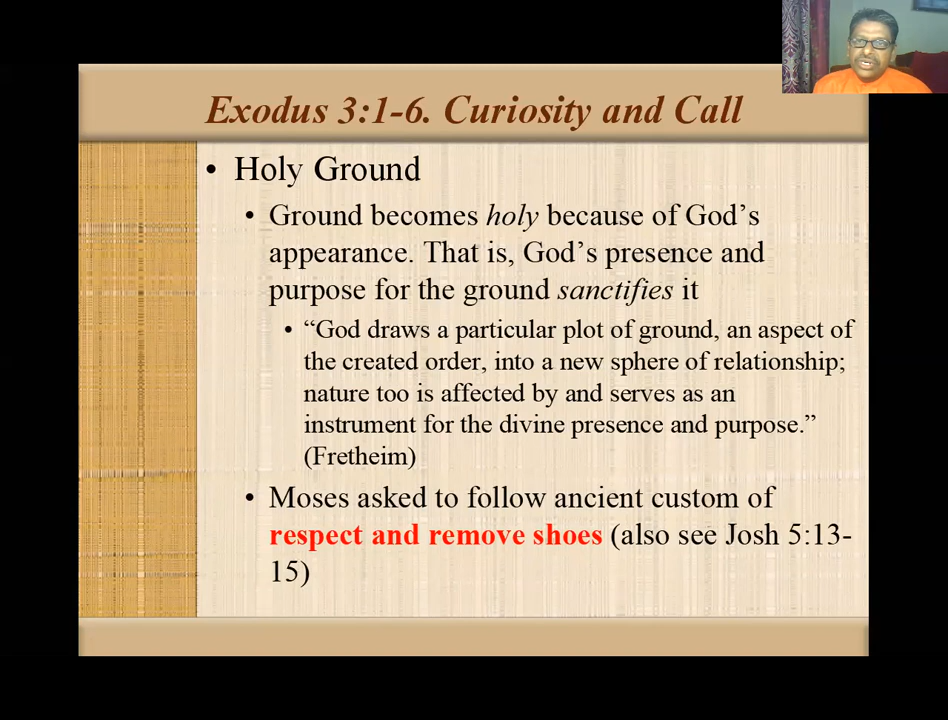 Exodus 3:1-6. Curiosity and Call
• Holy Ground
• Ground becomes holy because of God’s
appearance. That is, God’s presence and
purpose for the ground sanctifies it
• “God draws a particular plot of ground, an aspect of
the created order, into a new sphere of relationship;
nature too is affected by and serves as an
instrument for the divine presence and purpose.”
(Fretheim)
• Moses asked to follow ancient custom of
respect and remove shoes (also see Josh 5:13-
15)